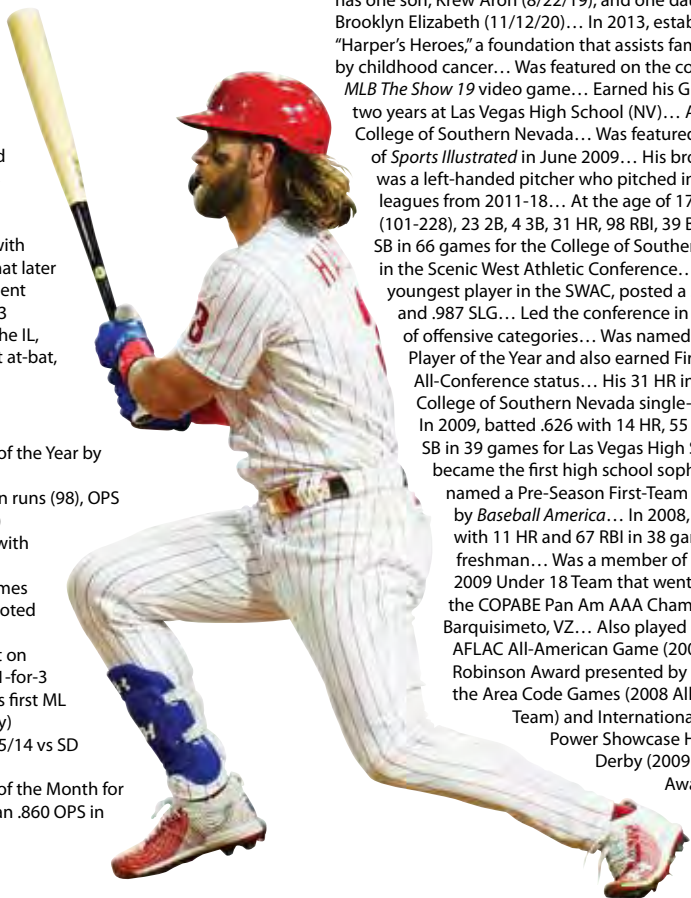 d
with
at later
ent
3
he IL,
t at-bat,
of the Year by
n runs (98), OPS
with
mes
oted
t on
1-for-3
s first ML
y)
5/14 vs SD
of the Month for
an .860 OPS in
has one son, Krew Aron (8/22/19), and one dau
Brooklyn Elizabeth (11/12/20)… In 2013, estab
“Harper’s Heroes,” a foundation that assists fam
by childhood cancer… Was featured on the co
MLB The Show 19 video game… Earned his G
two years at Las Vegas High School (NV)… A
College of Southern Nevada… Was featured
of Sports Illustrated in June 2009… His bro
was a left-handed pitcher who pitched in
leagues from 2011-18… At the age of 17
(101-228), 23 2B, 4 3B, 31 HR, 98 RBI, 39 B
SB in 66 games for the College of Souther
in the Scenic West Athletic Conference…
youngest player in the SWAC, posted a
and .987 SLG… Led the conference in
of offensive categories… Was named
Player of the Year and also earned Fir
All-Conference status… His 31 HR in
College of Southern Nevada single-
In 2009, batted .626 with 14 HR, 55
SB in 39 games for Las Vegas High S
became the first high school soph
named a Pre-Season First-Team
by Baseball America… In 2008,
with 11 HR and 67 RBI in 38 gam
freshman… Was a member of
2009 Under 18 Team that went
the COPABE Pan Am AAA Cham
Barquisimeto, VZ… Also played
AFLAC All-American Game (200
Robinson Award presented by
the Area Code Games (2008 All
Team) and Internationa
Power Showcase H
Derby (2009
Awa
HA
3